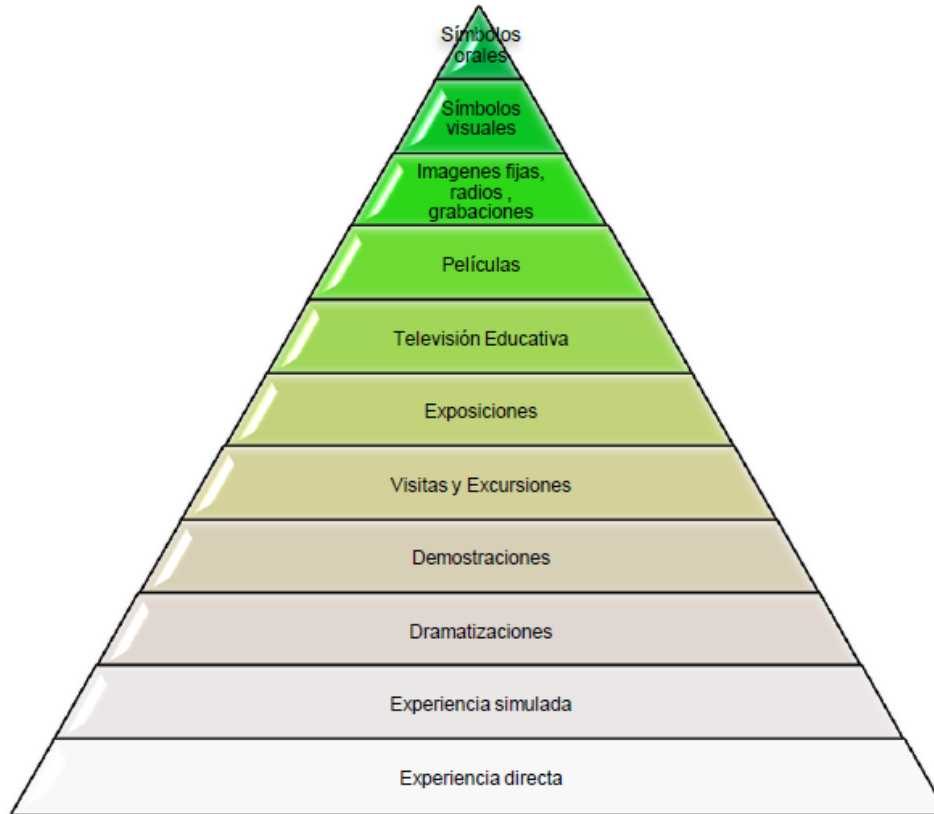 Símbolos
orales
Símbolos
visuales
Imagenes fijas,
radios ,
grabaciones
Películas
Televisión Educativa
Exposiciones
Visitas y Excursiones
Demostraciones
Dramatizaciones
Experiencia simulada
Experiencia directa